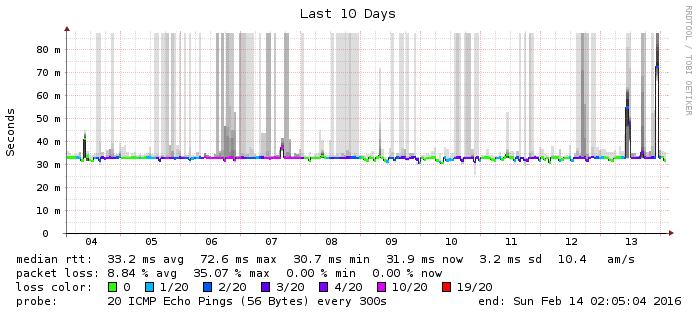 Last 10 Days
RRDTOOL / TOBI OETIKER
Seconds
80 m
70 m
60 m
50 m
40 m
30 m
20 m
10 m
0
04 05 06 07 08 09 10 11 12 13
median rtt: 33.2 ms avg 72.6 ms max 30.7 ms min 31.9 ms now 3.2 ms sd 10.4 am/s
packet loss: 8.84 % avg 35.07 % max 0.00 % min 0.00 % now
loss color: 0 1/20 2/20 3/20 4/20 10/20 19/20
probe: 20 ICMP Echo Pings (56 Bytes) every 300s end: Sun Feb 14 02:05:04 2016